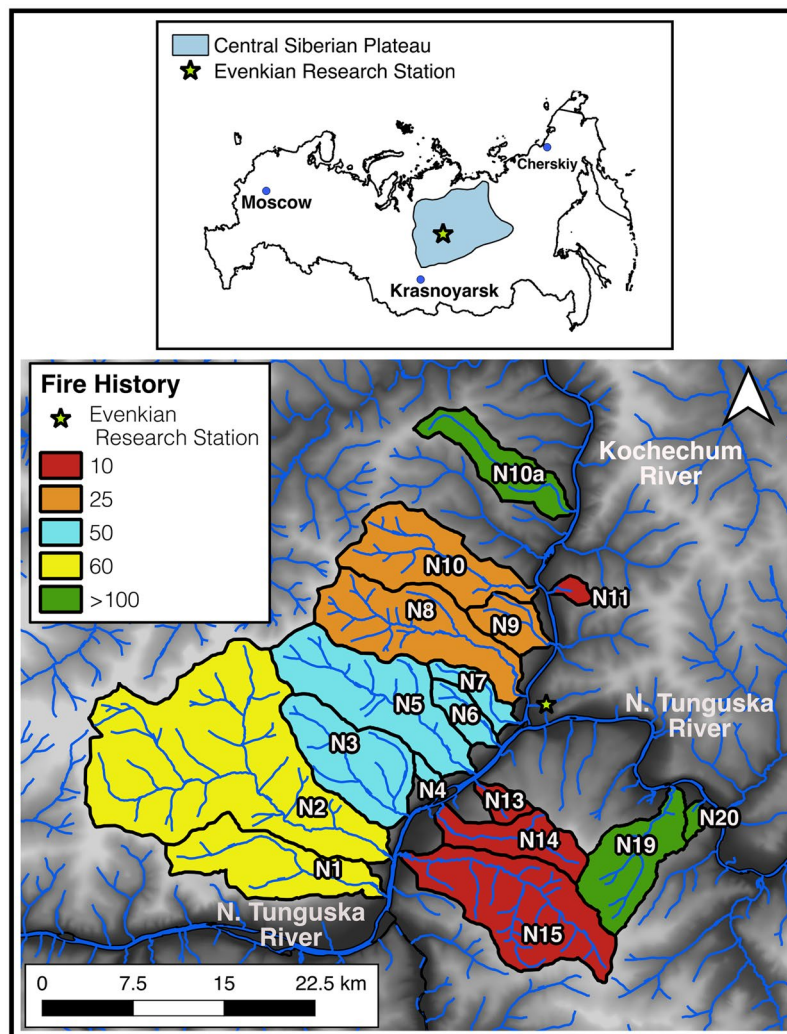 Central Siberian Plateau
Evenkian Research Station
Cherskiy
Moscow
Krasnoyarsk
Fire History
Evenkian
Research Station
10
25
50
60
>100
N10a
Kochechum
River
N10
N11
N8
N9
N7
N5
N6
N. Tunguska
River
N3
N4
N2
N13
N20
N14
N19
N1
N. Tunguska
River
N15
0 7.5 15 22.5 km